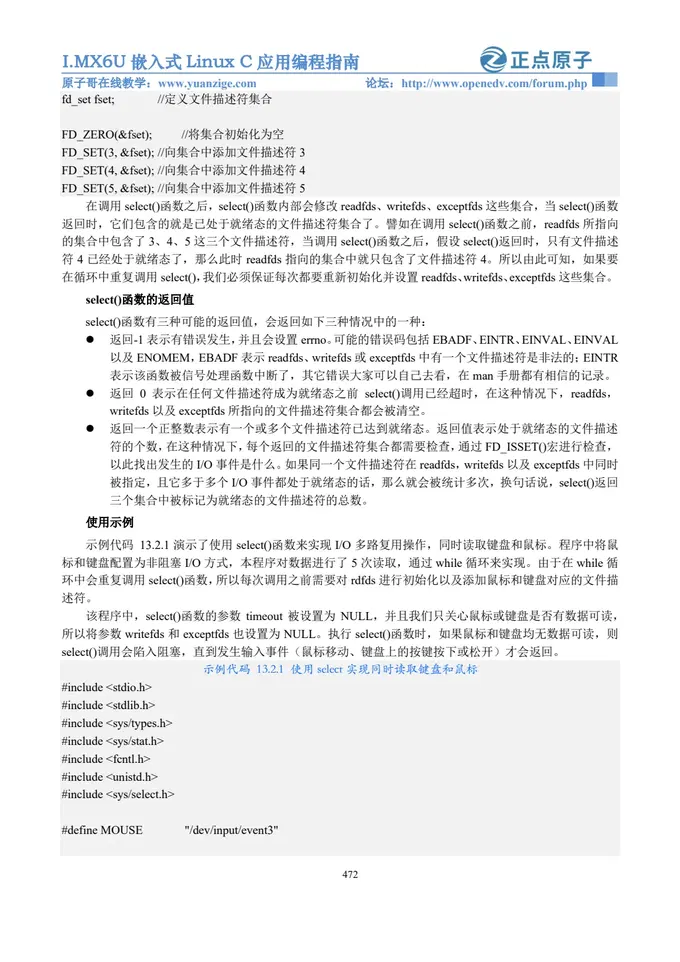 I.MX6U 嵌入式 Linux C 应用编程指南
正点原子
原子哥在线教学：www.yuanzige.com
论坛：http://www.openedv.com/forum.php
fd_set fset; //定义文件描述符集合
FD_ZERO(&fset); //将集合初始化为空
FD_SET(3, &fset); //向集合中添加文件描述符 3
FD_SET(4, &fset); //向集合中添加文件描述符 4
FD_SET(5, &fset); //向集合中添加文件描述符 5
在调用 select()函数之后，select()函数内部会修改 readfds、writefds、exceptfds 这些集合，当 select()函数
返回时，它们包含的就是已处于就绪态的文件描述符集合了。譬如在调用 select()函数之前，readfds 所指向
的集合中包含了 3、4、5 这三个文件描述符，当调用 select()函数之后，假设 select()返回时，只有文件描述
符 4 已经处于就绪态了，那么此时 readfds 指向的集合中就只包含了文件描述符 4。所以由此可知，如果要
在循环中重复调用 select()，我们必须保证每次都要重新初始化并设置 readfds、writefds、exceptfds 这些集合。
select()函数的返回值
select()函数有三种可能的返回值，会返回如下三种情况中的一种：
● 返回-1 表示有错误发生，并且会设置 errno。可能的错误码包括 EBADF、EINTR、EINVAL、EINVAL
以及 ENOMEM，EBADF 表示 readfds、writefds 或 exceptfds 中有一个文件描述符是非法的；EINTR
表示该函数被信号处理函数中断了，其它错误大家可以自己去看，在 man 手册都有相信的记录。
● 返回 0 表示在任何文件描述符成为就绪态之前 select()调用已经超时，在这种情况下，readfds，
writefds 以及 exceptfds 所指向的文件描述符集合都会被清空。
● 返回一个正整数表示有一个或多个文件描述符已达到就绪态。返回值表示处于就绪态的文件描述
符的个数，在这种情况下，每个返回的文件描述符集合都需要检查，通过 FD_ISSET()宏进行检查，
以此找出发生的 I/O 事件是什么。如果同一个文件描述符在 readfds，writefds 以及 exceptfds 中同时
被指定，且它多于多个 I/O 事件都处于就绪态的话，那么就会被统计多次，换句话说，select()返回
三个集合中被标记为就绪态的文件描述符的总数。
使用示例
示例代码 13.2.1 演示了使用 select()函数来实现 I/O 多路复用操作，同时读取键盘和鼠标。程序中将鼠
标和键盘配置为非阻塞 I/O 方式，本程序对数据进行了 5 次读取，通过 while 循环来实现。由于在 while 循
环中会重复调用 select()函数，所以每次调用之前需要对 rdfds 进行初始化以及添加鼠标和键盘对应的文件描
述符。
该程序中，select()函数的参数 timeout 被设置为 NULL，并且我们只关心鼠标或键盘是否有数据可读，
所以将参数 writefds 和 exceptfds 也设置为 NULL。执行 select()函数时，如果鼠标和键盘均无数据可读，则
select()调用会陷入阻塞，直到发生输入事件（鼠标移动、键盘上的按键按下或松开）才会返回。
示例代码 13.2.1 使用 select 实现同时读取键盘和鼠标
#include <stdio.h>
#include <stdlib.h>
#include <sys/types.h>
#include <sys/stat.h>
#include <fcntl.h>
#include <unistd.h>
#include <sys/select.h>
#define MOUSE "/dev/input/event3"
472